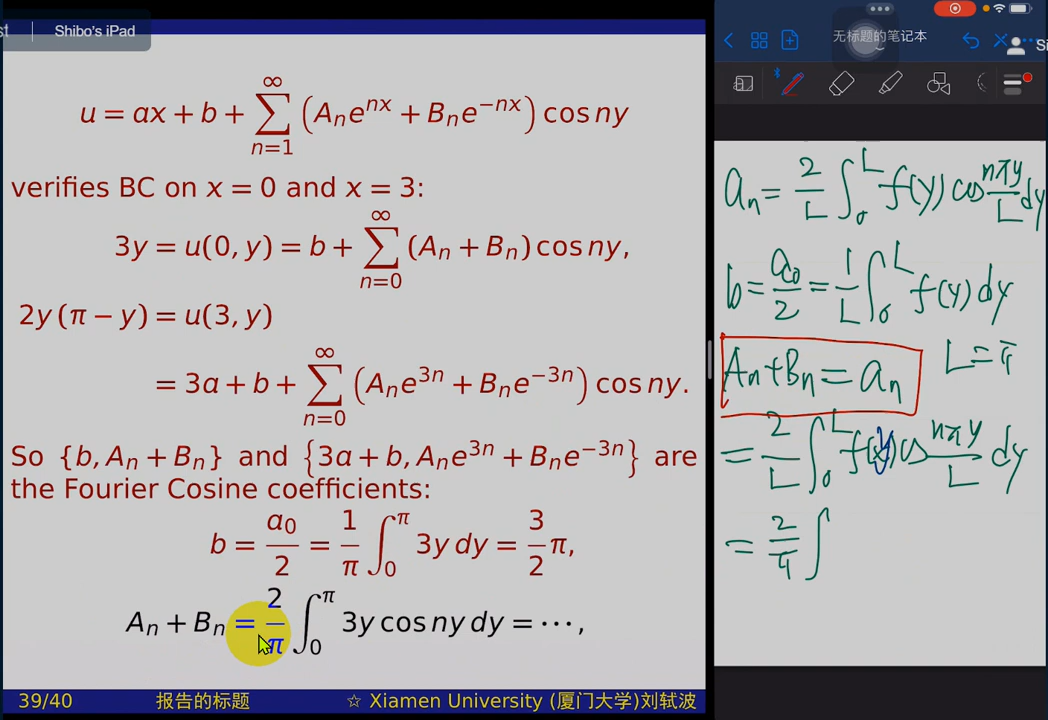 st
Shibo's iPad
无标题的笔记本
u = ax + b + ∑_{n=1}^{∞} (A_n e^{nx} + B_n e^{−nx}) cos ny
verifies BC on x = 0 and x = 3:
3y = u(0, y) = b + ∑_{n=0}^{∞} (A_n + B_n) cos ny,
2y(π − y) = u(3, y)
= 3a + b + ∑_{n=0}^{∞} (A_n e^{3n} + B_n e^{−3n}) cos ny.
So {b, A_n + B_n} and {3a + b, A_n e^{3n} + B_n e^{−3n}} are
the Fourier Cosine coefficients:
b = a_0/2 = 1/π ∫_0^π 3y dy = 3/2 π,
A_n + B_n = 2/π ∫_0^π 3y cos ny dy = ⋯,
39/40 报告的标题 ☆ Xiamen University (厦门大学)刘轼波
a_n = 2/L ∫_0^L f(y) cos nπy/L dy
b = a_0/2 = 1/L ∫_0^L f(y) dy
A_n + B_n = a_n L = π
= 2/L ∫_0^L f(y) cos nπy/L dy
= 2/π ∫